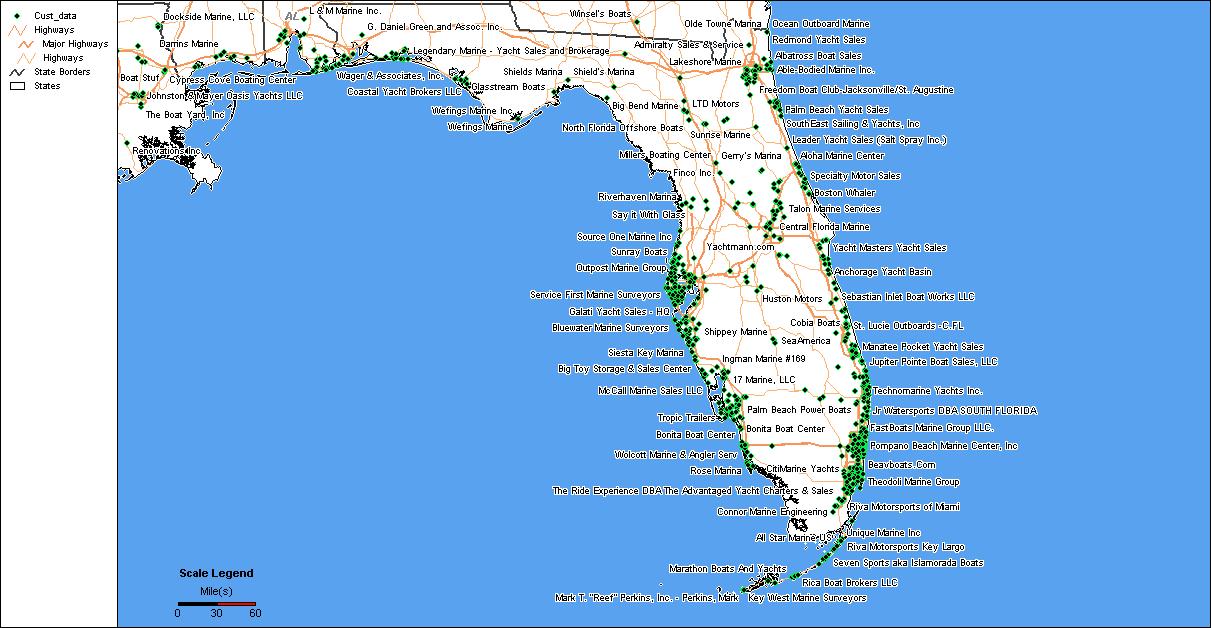 Cust_data
Highways
Major Highways
Highways
State Borders
States
Dockside Marine, LLC
AL
L & M Marine Inc.
G. Daniel Green and Assoc. Inc.
Winsel's Boats
Olde Towne Marina
Ocean Outboard Marine
Redmond Yacht Sales
Darrins Marine
Legendary Marine - Yacht Sales and Brokerage
Admiralty Sales & Service
Albatross Boat Sales
Lakeshore Marine
Able-Bodied Marine Inc.
Boat Stuf
Cypress Cove Boating Center
Wager & Associates, Inc.
Shields Marina
Shield's Marina
Glasstream Boats
Coastal Yacht Brokers LLC
Freedom Boat Club-Jacksonville/St. Augustine
Johnston & Mayer Oasis Yachts LLC
Big Bend Marine
LTD Motors
Palm Beach Yacht Sales
The Boat Yard, Inc
Wefings Marine Inc.
Wefings Marine
North Florida Offshore Boats
Sunrise Marine
SouthEast Sailing & Yachts, Inc
Leader Yacht Sales (Salt Spray Inc.)
Renovations Inc
Millers Boating Center
Gerry's Marina
Aloha Marine Center
Finco Inc.
Specialty Motor Sales
Boston Whaler
Riverhaven Marina
Say it With Glass
Talon Marine Services
Central Florida Marine
Source One Marine Inc
Sunray Boats
Yachtmann.com
Yacht Masters Yacht Sales
Outpost Marine Group
Anchorage Yacht Basin
Service First Marine Surveyors
Huston Motors
Sebastian Inlet Boat Works LLC
Galati Yacht Sales - HQ
Bluewater Marine Surveyors
Shippey Marine
Cobia Boats
St. Lucie Outboards -C.FL
SeaAmerica
Manatee Pocket Yacht Sales
Siesta Key Marina
Ingman Marine #169
Jupiter Pointe Boat Sales, LLC
Big Toy Storage & Sales Center
17 Marine, LLC
McCall Marine Sales LLC
Technomarine Yachts Inc.
Tropic Trailers
Palm Beach Power Boats
Jr Watersports DBA SOUTH FLORIDA
Bonita Boat Center
Bonita Boat Center
FastBoats Marine Group LLC.
Pompano Beach Marine Center, Inc
Wolcott Marine & Angler Serv
Rose Marina
CitiMarine Yachts
Beavboats.Com
Theodoli Marine Group
The Ride Experience DBA The Advantaged Yacht Charters & Sales
Connor Marine Engineering
Riva Motorsports of Miami
All Star Marine US
Unique Marine Inc
Riva Motorsports Key Largo
Marathon Boats And Yachts
Seven Sports aka Islamorada Boats
Rica Boat Brokers LLC
Mark T. "Reef" Perkins, Inc. - Perkins, Mark
Key West Marine Surveyors
Scale Legend
Mile(s)
0 30 60